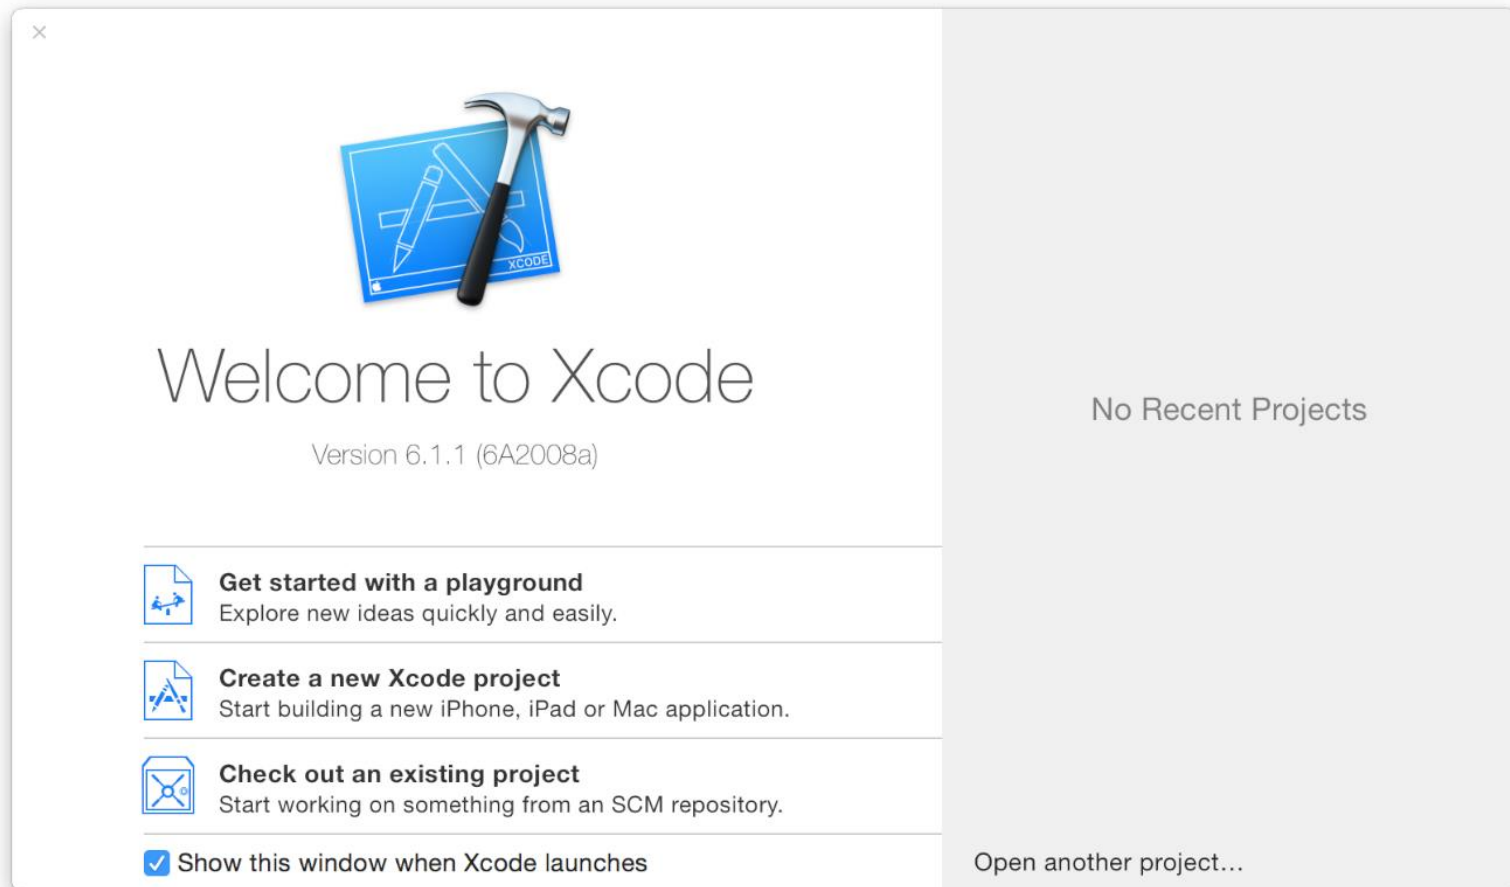 XCODE
Welcome to Xcode
Version 6.1.1 (6A2008a)
Get started with a playground
Explore new ideas quickly and easily.
Create a new Xcode project
Start building a new iPhone, iPad or Mac application.
Check out an existing project
Start working on something from an SCM repository.
Show this window when Xcode launches
No Recent Projects
Open another project...